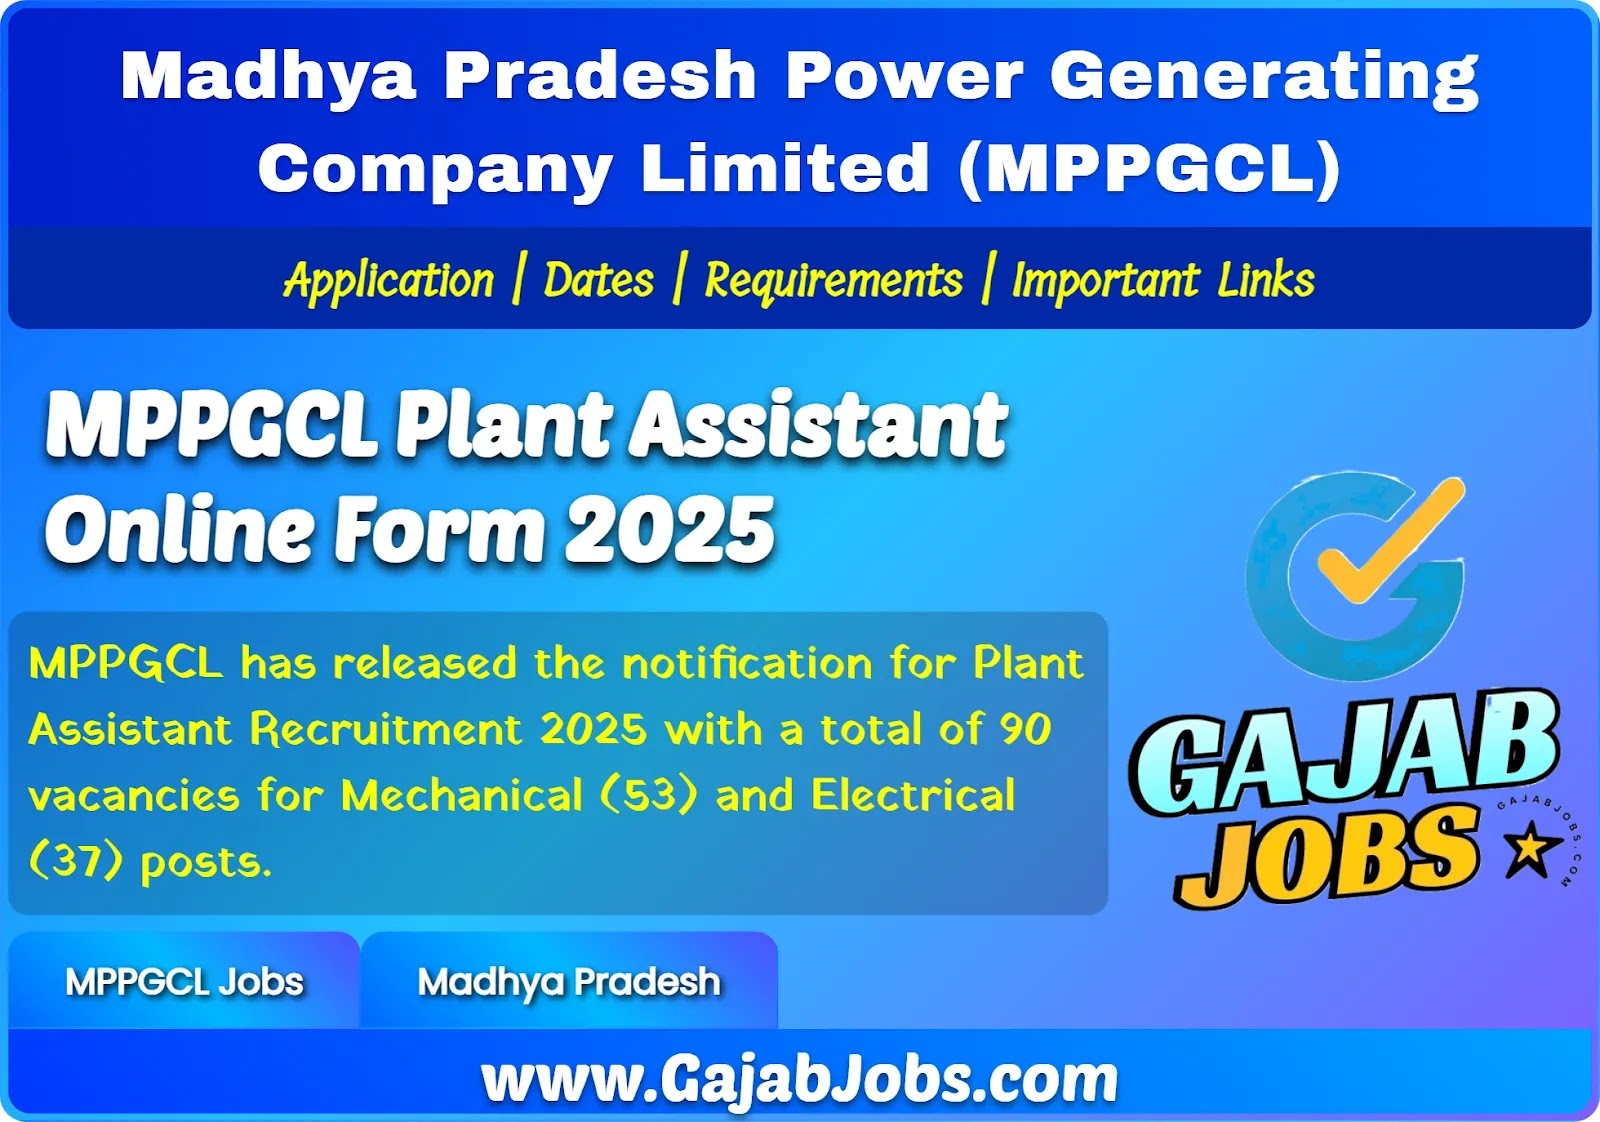 Madhya Pradesh Power Generating
Company Limited (MPPGCL)
Application | Dates | Requirements | Important Links
MPPGCL Plant Assistant
Online Form 2025
MPPGCL has released the notification for Plant
Assistant Recruitment 2025 with a total of 90
vacancies for Mechanical (53) and Electrical
(37) posts.
GAJAB
JOBS
GAJABJOBS.COM
MPPGCL Jobs
Madhya Pradesh
www.GajabJobs.com